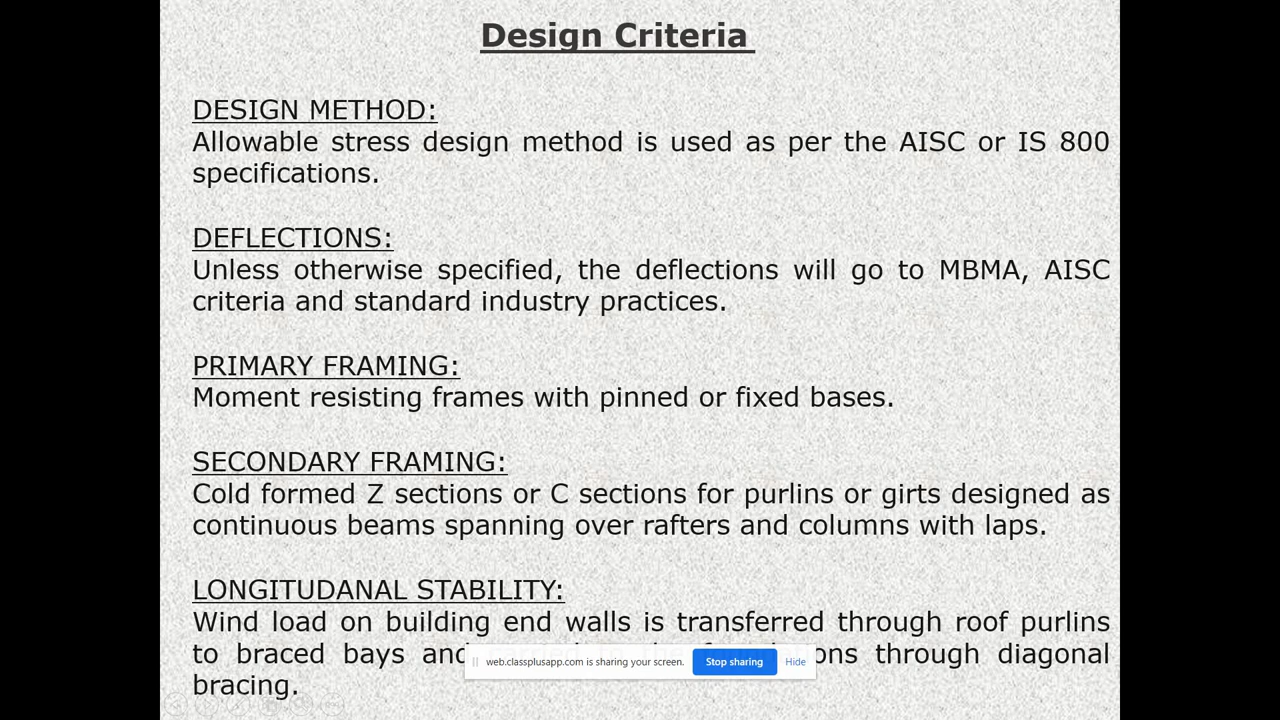 Design Criteria
DESIGN METHOD:
Allowable stress design method is used as per the AISC or IS 800
specifications.
DEFLECTIONS:
Unless otherwise specified, the deflections will go to MBMA, AISC
criteria and standard industry practices.
PRIMARY FRAMING:
Moment resisting frames with pinned or fixed bases.
SECONDARY FRAMING:
Cold formed Z sections or C sections for purlins or girts designed as
continuous beams spanning over rafters and columns with laps.
LONGITUDANAL STABILITY:
Wind load on building end walls is transferred through roof purlins
to braced bays and through diagonal
web.classplusapp.com is sharing your screen. Stop sharing Hide
bracing.